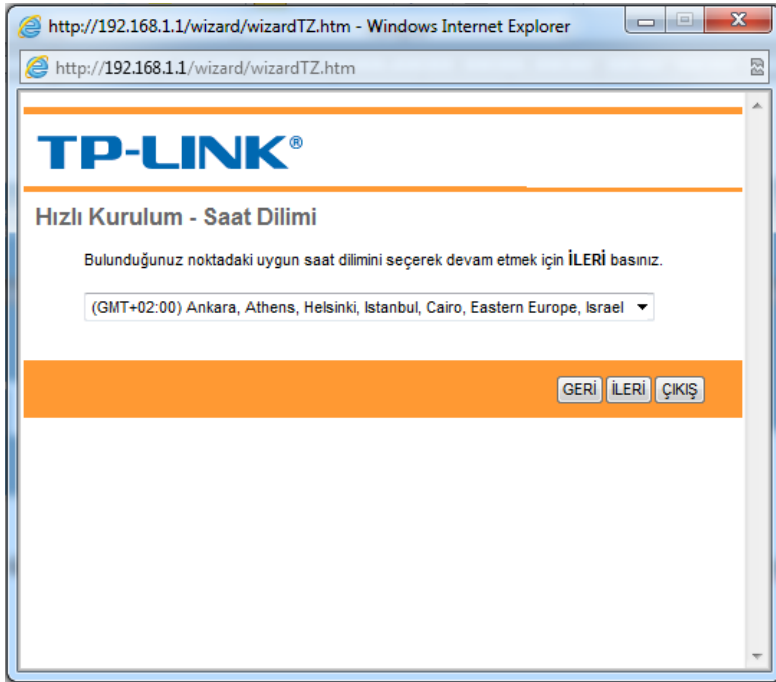 http://192.168.1.1/wizard/wizardTZ.htm - Windows Internet Explorer
http://192.168.1.1/wizard/wizardTZ.htm
TP-LINK®
Hızlı Kurulum - Saat Dilimi
Bulunduğunuz noktadaki uygun saat dilimini seçerek devam etmek için İLERİ basınız.
(GMT+02:00) Ankara, Athens, Helsinki, Istanbul, Cairo, Eastern Europe, Israel
GERİ İLERİ ÇIKIŞ